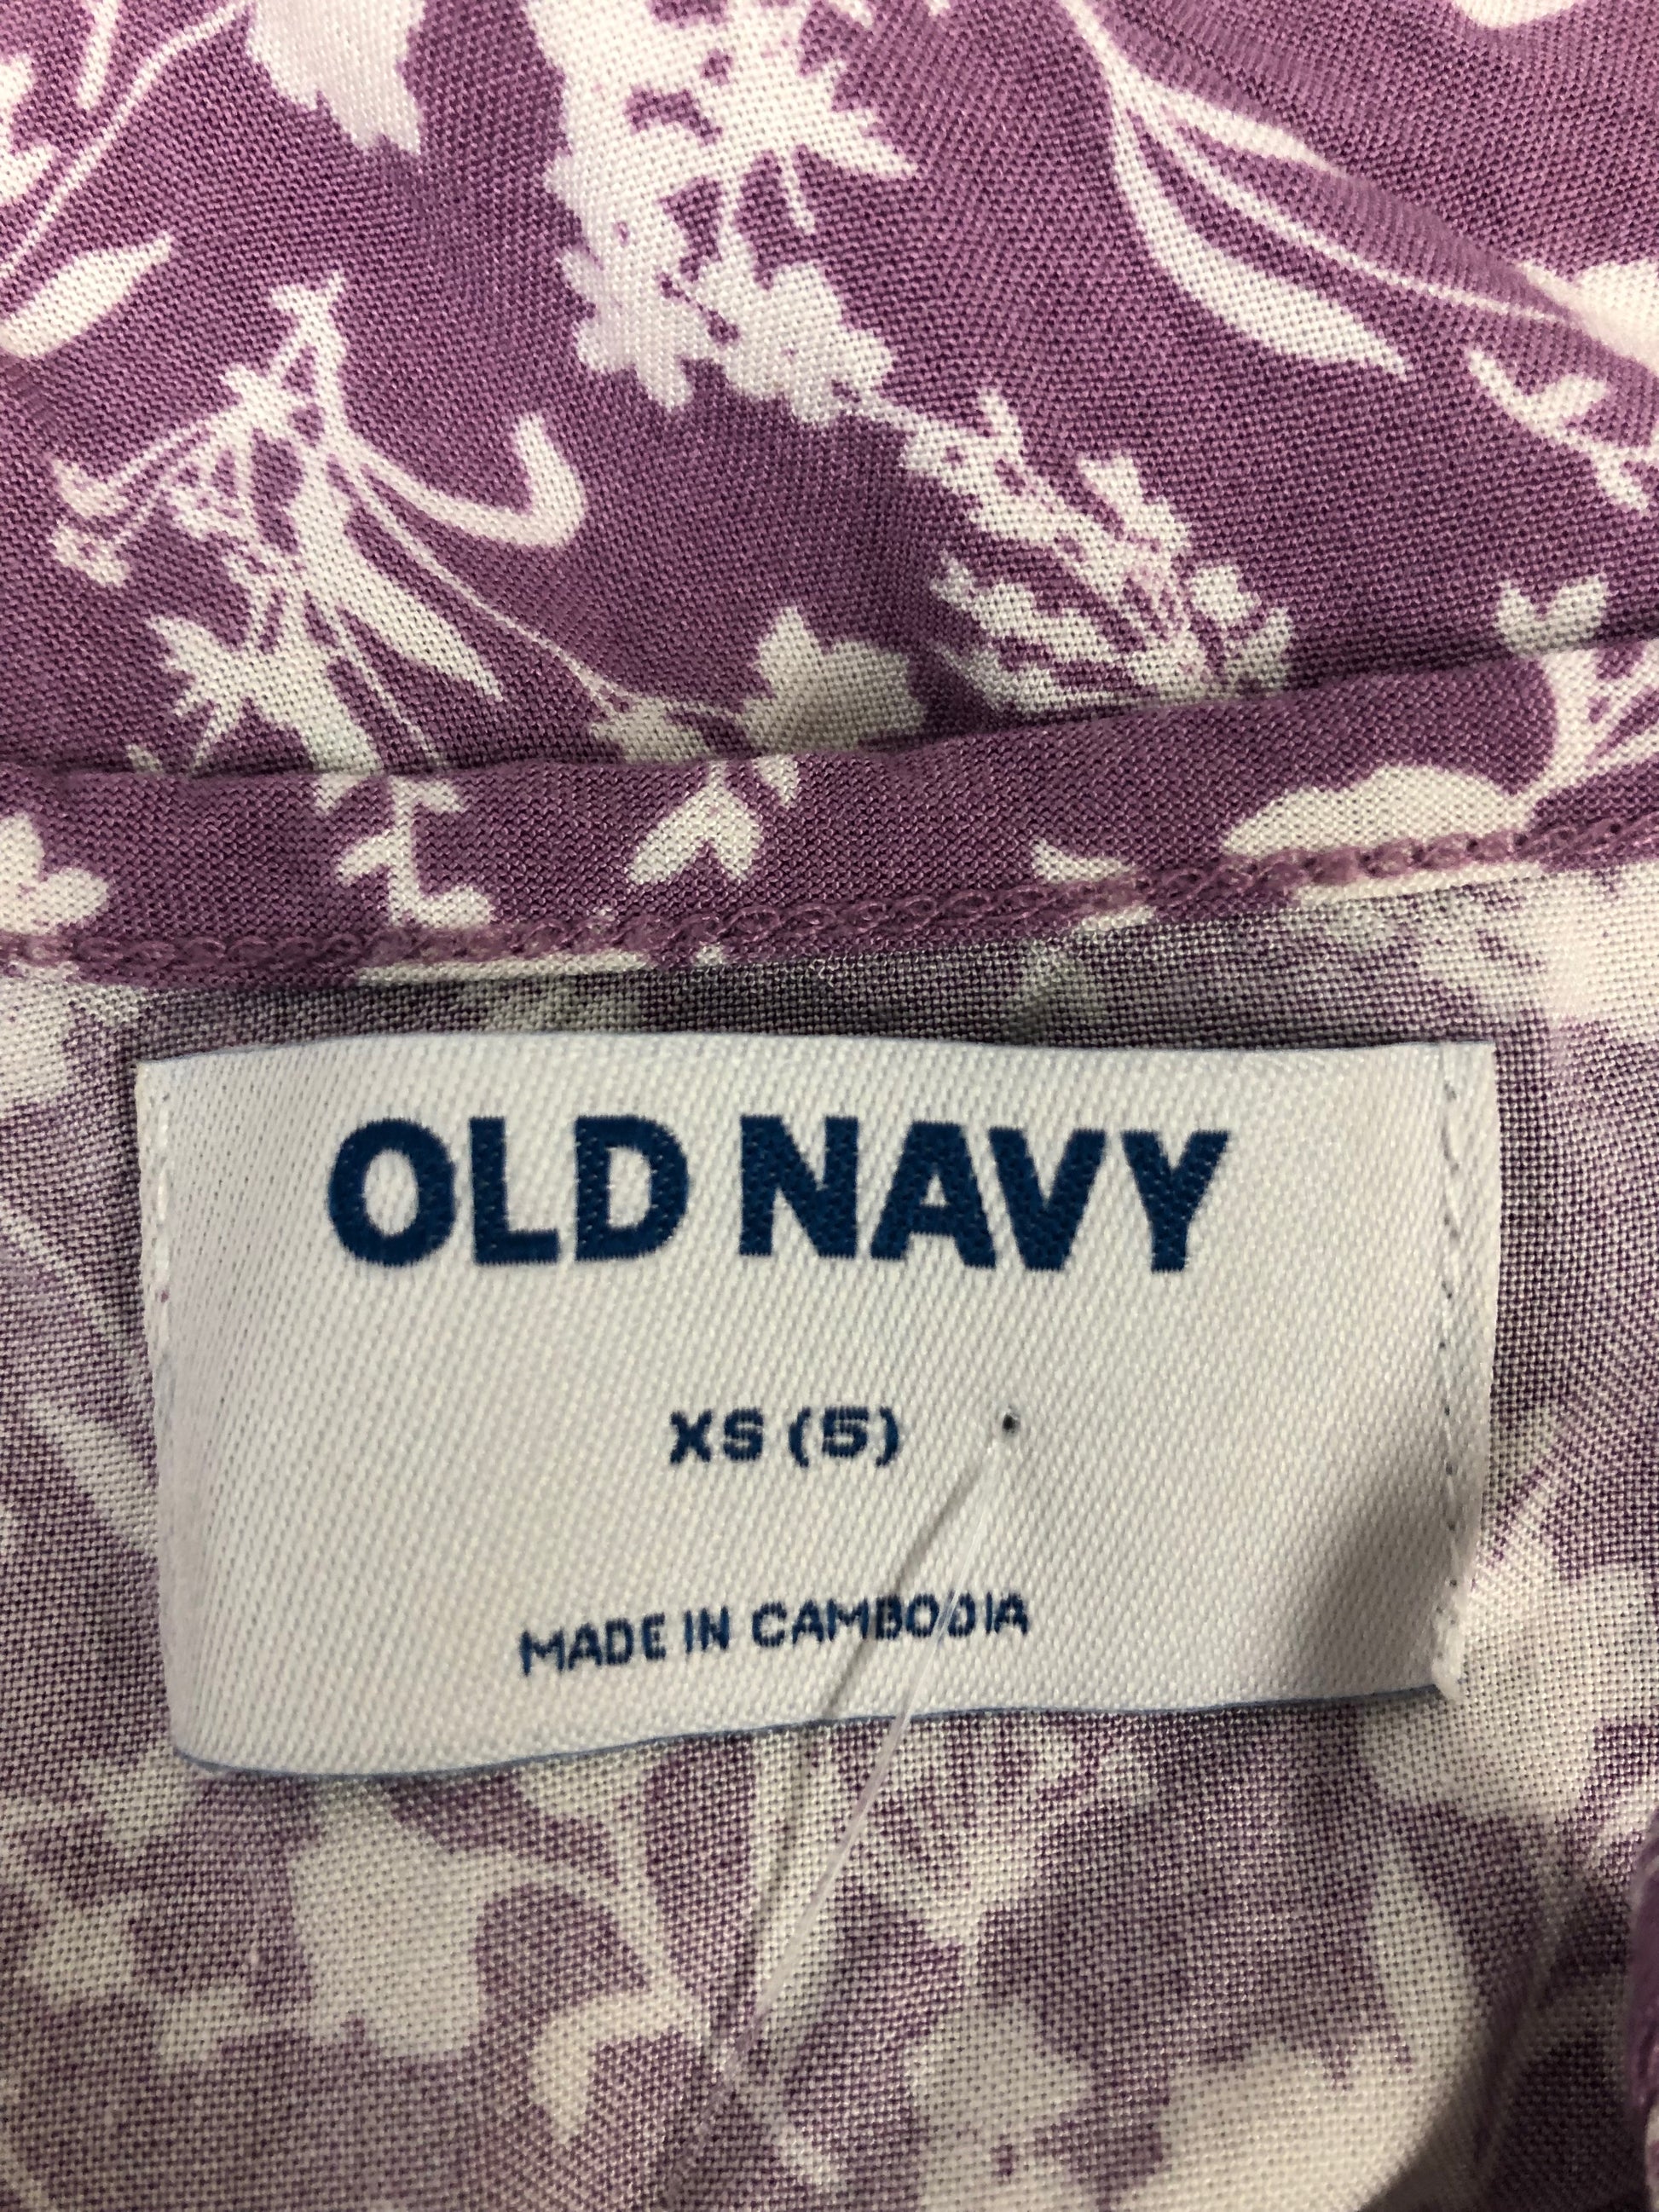 OLD NAVY
XS (5)
MADE IN CAMBODIA